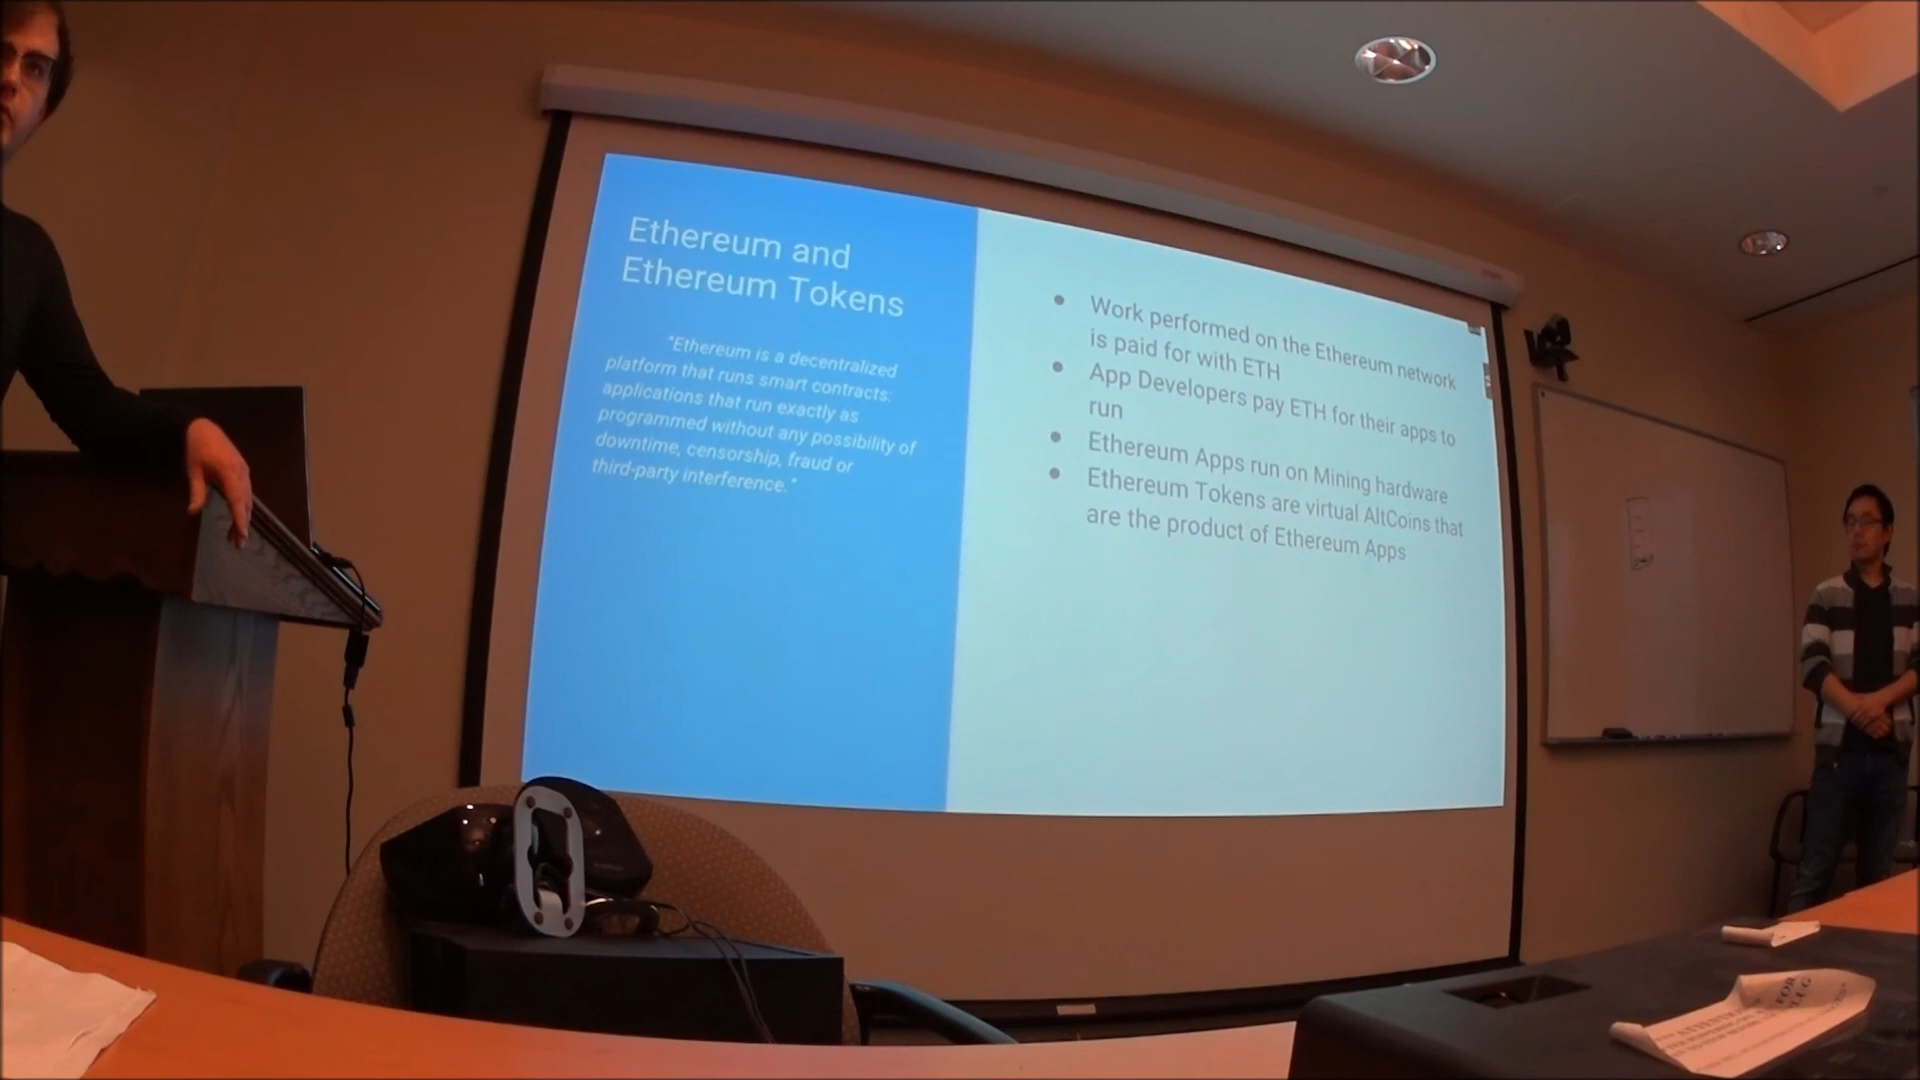 Ethereum and
Ethereum Tokens
"Ethereum is a decentralized
platform that runs smart contracts:
applications that run exactly as
programmed without any possibility of
downtime, censorship, fraud or
third-party interference."
● Work performed on the Ethereum network
is paid for with ETH
● App Developers pay ETH for their apps to
run
● Ethereum Apps run on Mining hardware
● Ethereum Tokens are virtual AltCoins that
are the product of Ethereum Apps